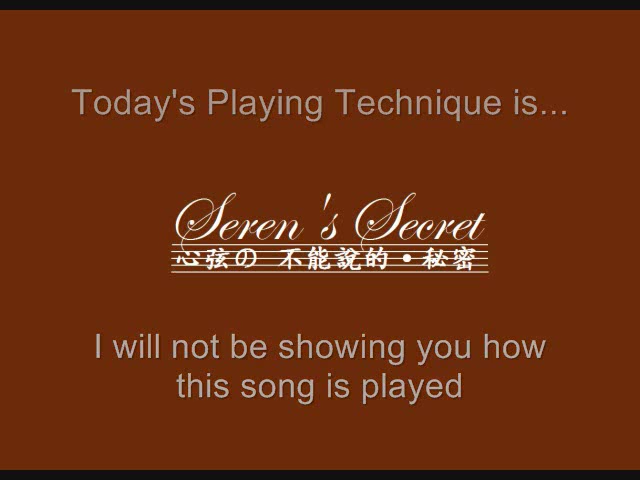 Today's Playing Technique is...
Seren's Secret
心弦の 不能說的・秘密
I will not be showing you how
this song is played